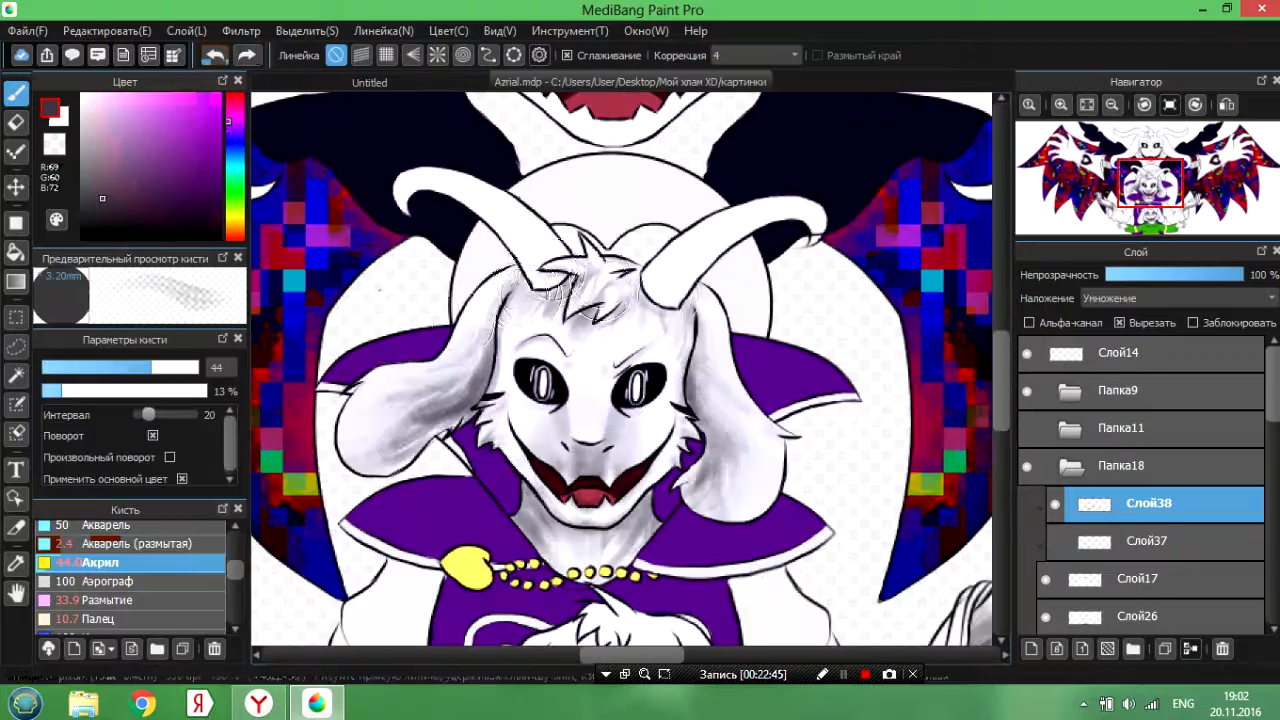 MediBang Paint Pro
Файл(F) Редактировать(E) Слой(L) Фильтр Выделить(S) Линейка(N) Цвет(C) Вид(V) Инструмент(T) Окно(W) Help
Линейка Сглаживание Коррекция 4 Размытый край
Цвет Untitled Azrial.mdp - C:/Users/User/Desktop/Мой хлам XD/картинки Навигатор
R:69
G:60
B:72
Предварительный просмотр кисти
3.20mm
Параметры кисти
44
13 %
Интервал 20
Поворот
Произвольный поворот
Применить основной цвет
Кисть
50 Акварель
2.4 Акварель (размытая)
44.0 Акрил
100 Аэрограф
33.9 Размытие
10.7 Палец
Слой
Непрозрачность 100 %
Наложение Умножение
Альфа-канал Вырезать Заблокировать
Слой14
Папка9
Папка11
Папка18
Слой38
Слой37
Слой17
Слой26
Запись [00:22:45]
ENG 19:02
20.11.2016